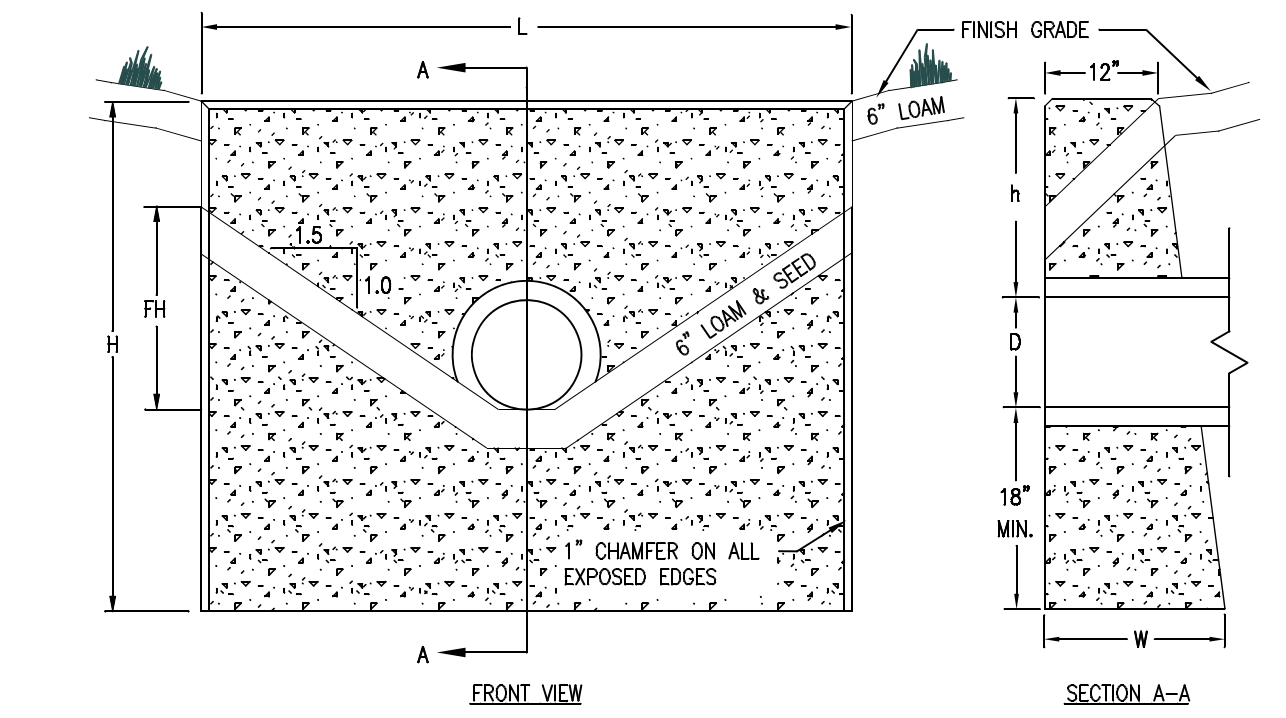 L
FINISH GRADE
A
12”
6” LOAM
h
1.5
1.0
FH
H
6” LOAM & SEED
D
18”
MIN.
1” CHAMFER ON ALL
EXPOSED EDGES
W
A
FRONT VIEW
SECTION A-A